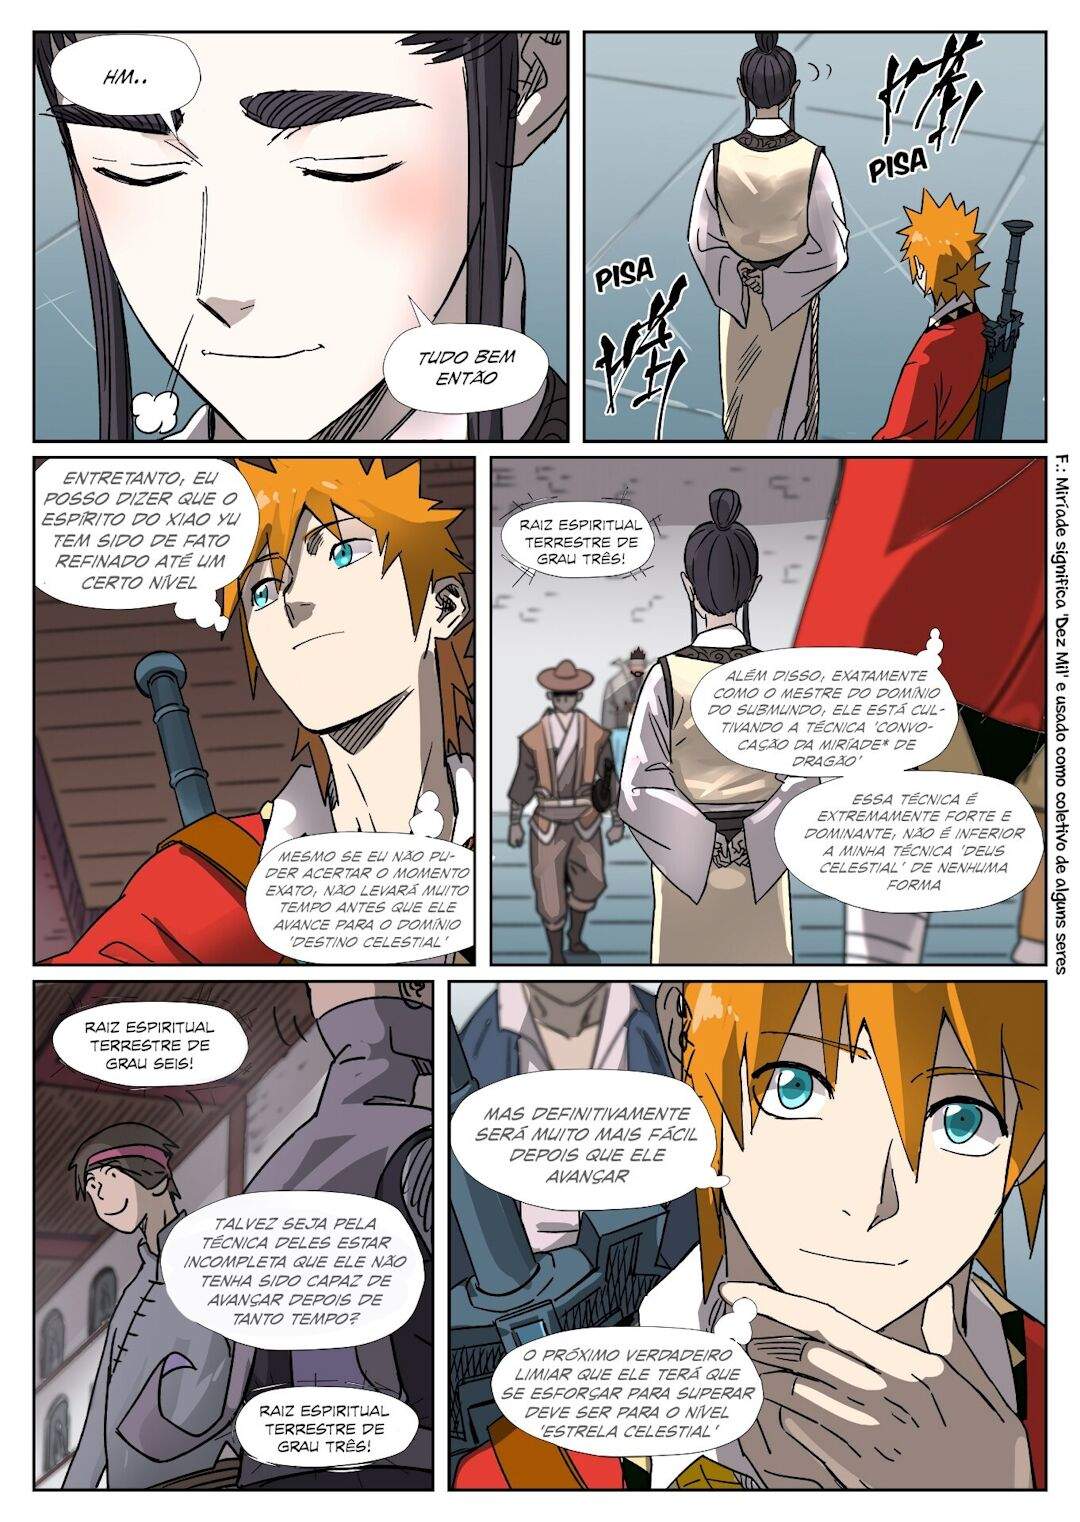 HM..
TUDO BEM
ENTÃO
PISA
PISA
ENTRETANTO, EU
POSSO DIZER QUE O
ESPÍRITO DO XIAO YU
TEM SIDO DE FATO
REFINADO ATÉ UM
CERTO NÍVEL
MESMO SE EU NÃO PU-
DER ACERTAR O MOMENTO
EXATO, NÃO LEVARÁ MUITO
TEMPO ANTES QUE ELE
AVANCE PARA O DOMÍNIO
'DESTINO CELESTIAL'
RAIZ ESPIRITUAL
TERRESTRE DE
GRAU TRÊS!
ALÉM DISSO, EXATAMENTE
COMO O MESTRE DO DOMÍNIO
DO SUBMUNDO, ELE ESTÁ CUL-
TIVANDO A TÉCNICA 'CONVO-
CAÇÃO DA MIRÍADE* DE
DRAGÃO'
ESSA TÉCNICA É
EXTREMAMENTE FORTE E
DOMINANTE, NÃO É INFERIOR
A MINHA TÉCNICA 'DEUS
CELESTIAL' DE NENHUMA
FORMA
F.: Miríade significa 'Dez Mil' e usado como coletivo de alguns seres
RAIZ ESPIRITUAL
TERRESTRE DE
GRAU SEIS!
TALVEZ SEJA PELA
TÉCNICA DELES ESTAR
INCOMPLETA QUE ELE NÃO
TENHA SIDO CAPAZ DE
AVANÇAR DEPOIS DE
TANTO TEMPO?
RAIZ ESPIRITUAL
TERRESTRE DE
GRAU TRÊS!
MAS DEFINITIVAMENTE
SERÁ MUITO MAIS FÁCIL
DEPOIS QUE ELE
AVANÇAR
O PRÓXIMO VERDADEIRO
LIMIAR QUE ELE TERÁ QUE
SE ESFORÇAR PARA SUPERAR
DEVE SER PARA O NÍVEL
'ESTRELA CELESTIAL'